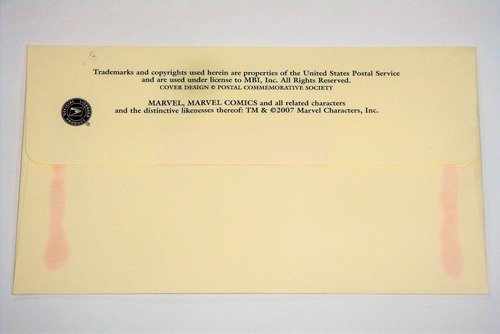 Trademarks and copyrights used herein are properties of the United States Postal Service
and are used under license to MBI, Inc. All Rights Reserved.
COVER DESIGN © POSTAL COMMEMORATIVE SOCIETY
MARVEL, MARVEL COMICS and all related characters
and the distinctive likenesses thereof: TM & ©2007 Marvel Characters, Inc.